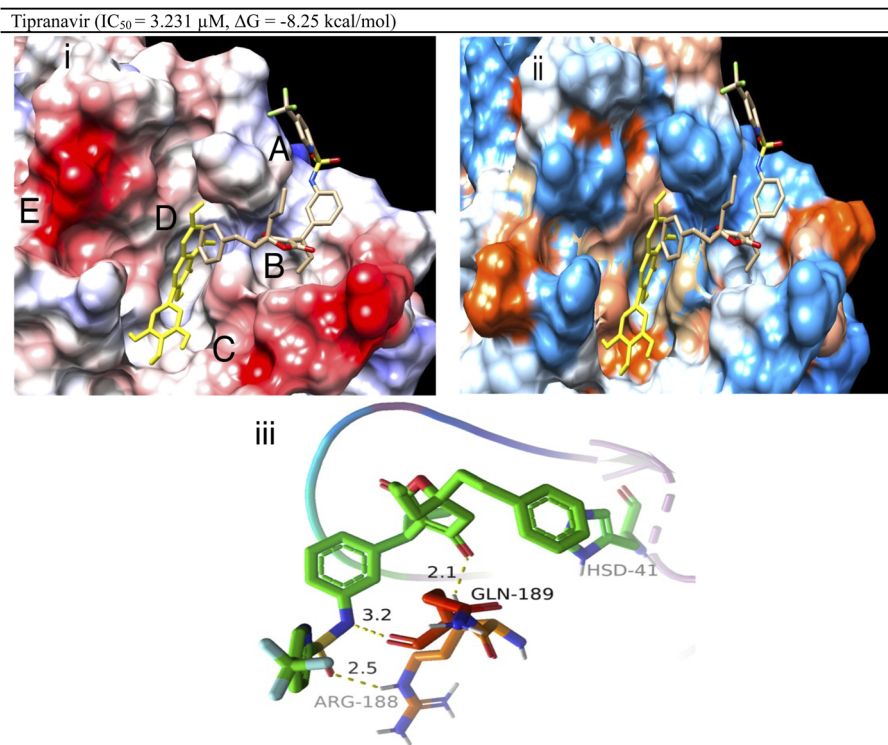 Tipranavir (IC₅₀ = 3.231 µM, ΔG = -8.25 kcal/mol)
i
ii
A
E
D
B
C
iii
HSD-41
2.1
GLN-189
3.2
2.5
ARG-188